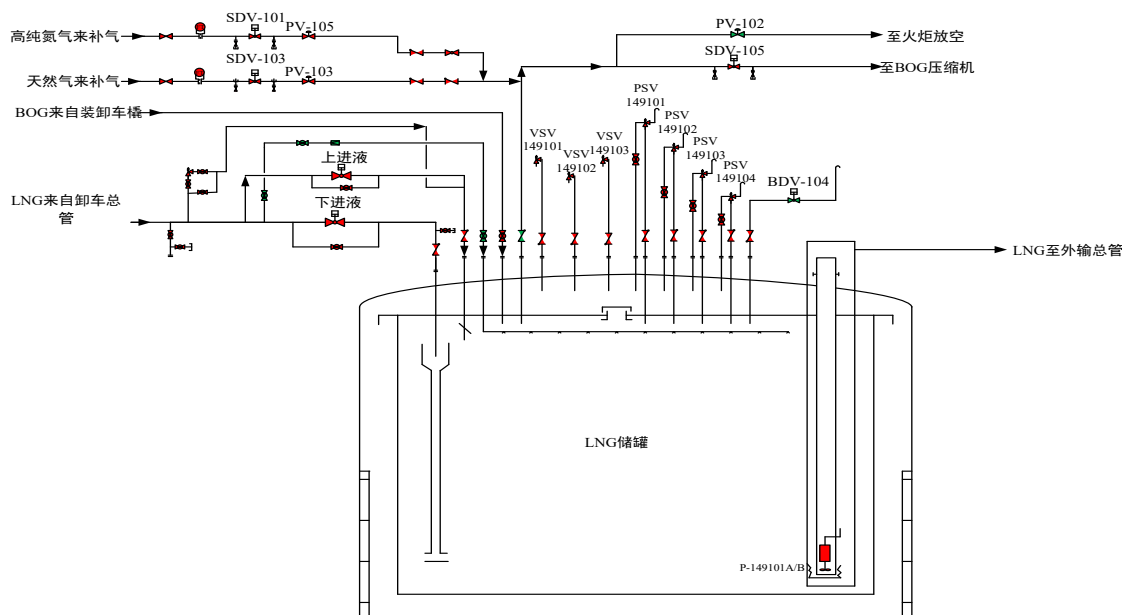 SDV-101
PV-105
高纯氮气来补气
SDV-103
PV-103
天然气来补气
BOG来自装卸车橇
上进液
下进液
LNG来自卸车总
管
PV-102
至火炬放空
SDV-105
至BOG压缩机
VSV
149101
VSV
149102
VSV
149103
PSV
149101
PSV
149102
PSV
149103
PSV
149104
BDV-104
LNG至外输总管
LNG储罐
P-149101A/B